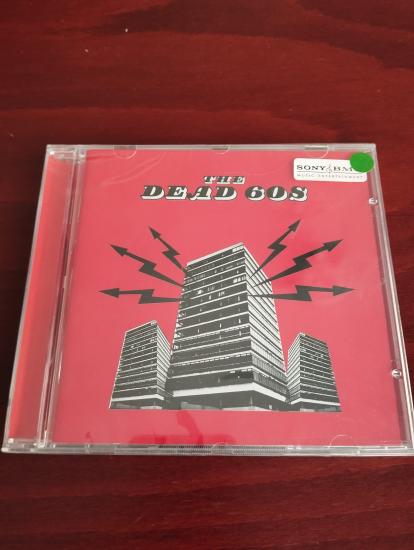 THE
DEAD 60S
SONY BMG
MUSIC ENTERTAINMENT